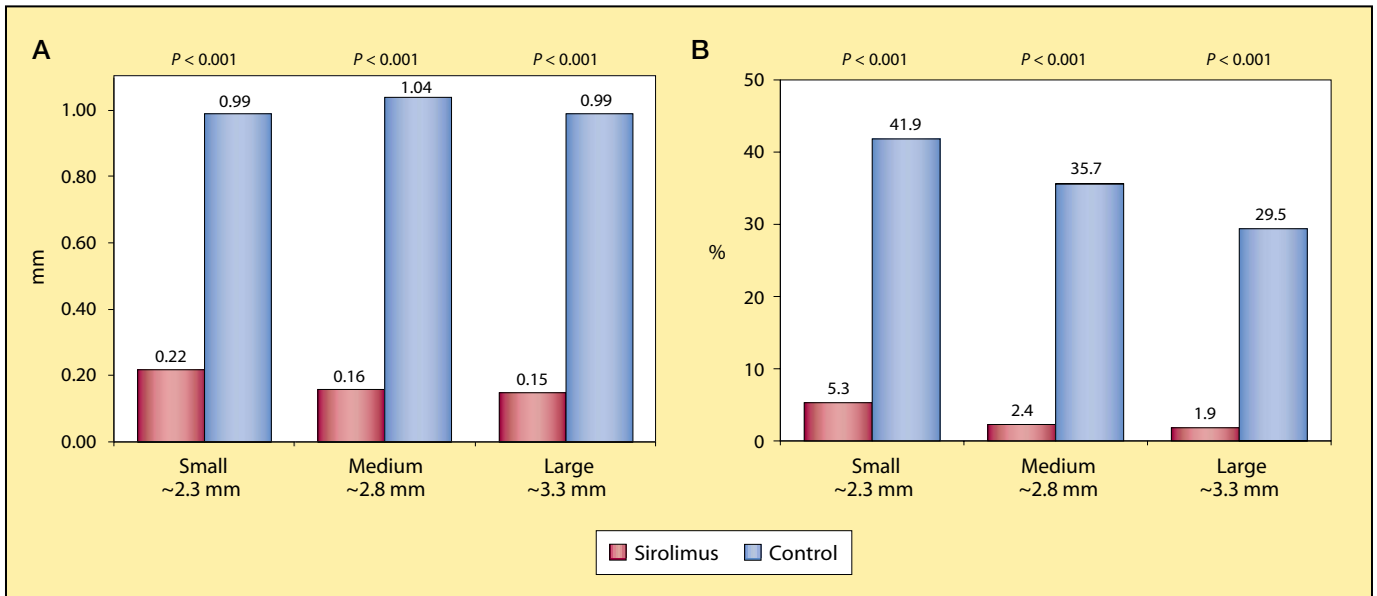 A
P < 0.001 P < 0.001 P < 0.001
mm
1.00
0.80
0.60
0.40
0.20
0.00
0.22
0.99
0.16
1.04
0.15
0.99
Small
~2.3 mm
Medium
~2.8 mm
Large
~3.3 mm
B
P < 0.001 P < 0.001 P < 0.001
%
50
40
30
20
10
0
5.3
41.9
2.4
35.7
1.9
29.5
Small
~2.3 mm
Medium
~2.8 mm
Large
~3.3 mm
Sirolimus Control